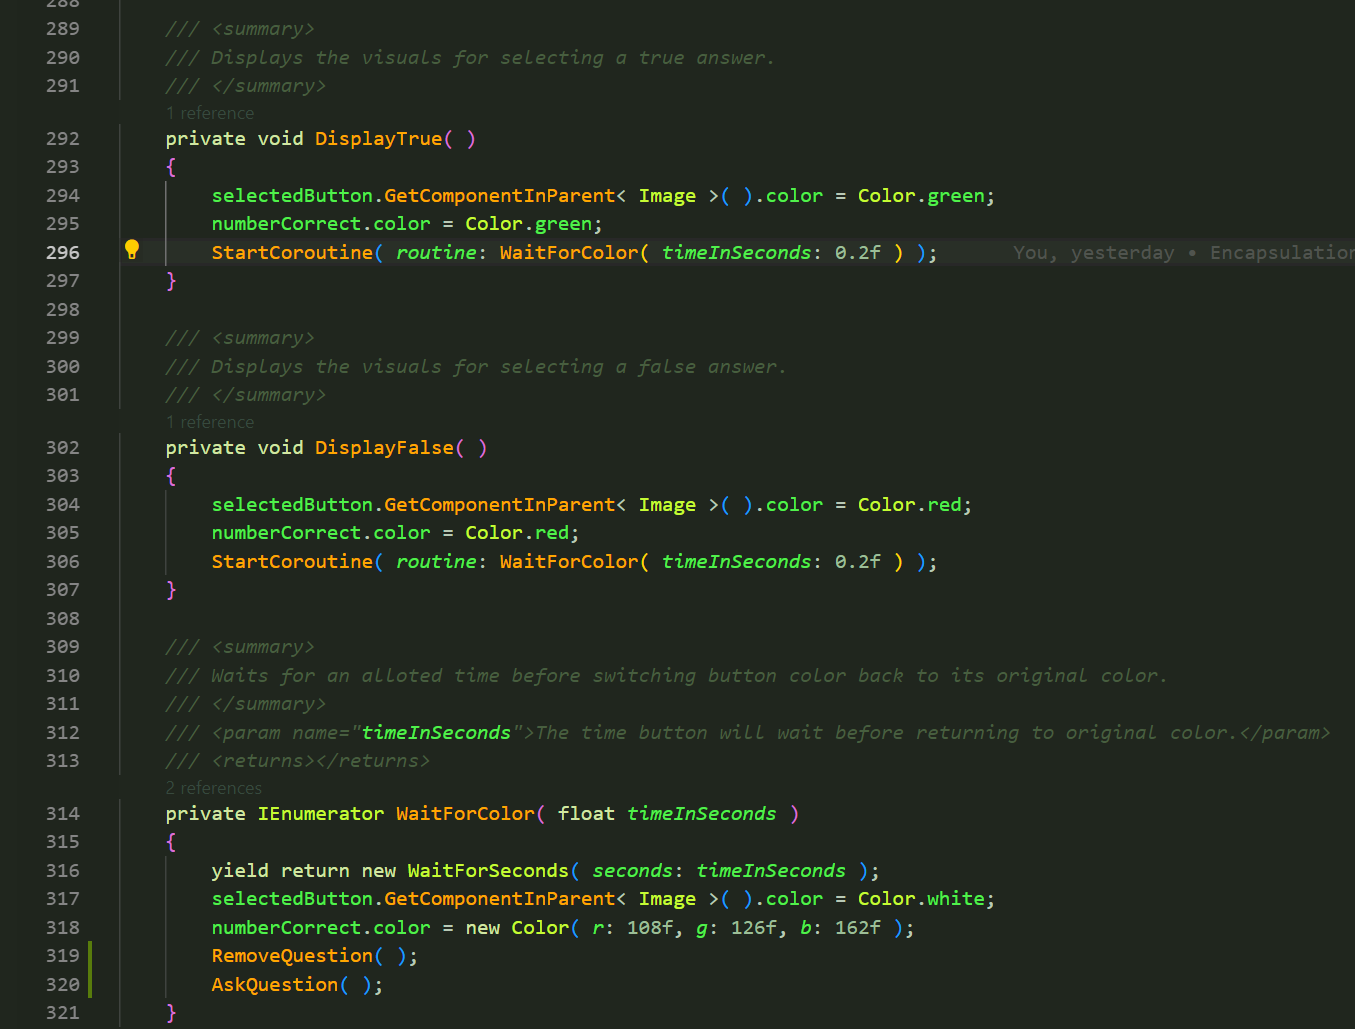 288
289 /// <summary>
290 /// Displays the visuals for selecting a true answer.
291 /// </summary>
1 reference
292 private void DisplayTrue( )
293 {
294 selectedButton.GetComponentInParent< Image >( ).color = Color.green;
295 numberCorrect.color = Color.green;
296 StartCoroutine( routine: WaitForColor( timeInSeconds: 0.2f ) ); You, yesterday • Encapsulation
297 }
298
299 /// <summary>
300 /// Displays the visuals for selecting a false answer.
301 /// </summary>
1 reference
302 private void DisplayFalse( )
303 {
304 selectedButton.GetComponentInParent< Image >( ).color = Color.red;
305 numberCorrect.color = Color.red;
306 StartCoroutine( routine: WaitForColor( timeInSeconds: 0.2f ) );
307 }
308
309 /// <summary>
310 /// Waits for an alloted time before switching button color back to its original color.
311 /// </summary>
312 /// <param name="timeInSeconds">The time button will wait before returning to original color.</param>
313 /// <returns></returns>
2 references
314 private IEnumerator WaitForColor( float timeInSeconds )
315 {
316 yield return new WaitForSeconds( seconds: timeInSeconds );
317 selectedButton.GetComponentInParent< Image >( ).color = Color.white;
318 numberCorrect.color = new Color( r: 108f, g: 126f, b: 162f );
319 RemoveQuestion( );
320 AskQuestion( );
321 }